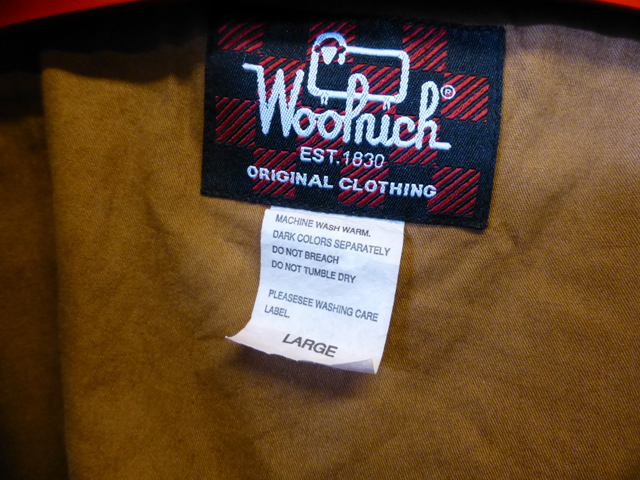 Woolrich®
EST.1830
ORIGINAL CLOTHING
MACHINE WASH WARM.
DARK COLORS SEPARATELY
DO NOT BREACH
DO NOT TUMBLE DRY
PLEASESEE WASHING CARE
LABEL.
LARGE